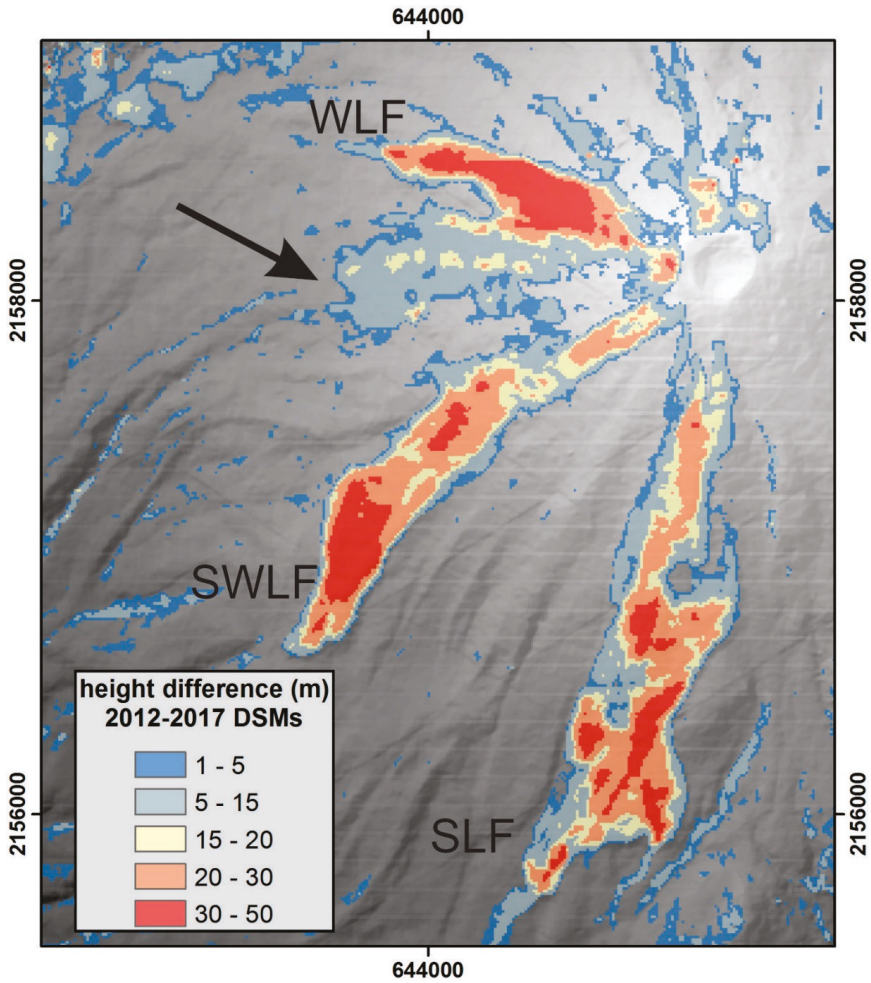 644000
WLF
2158000
2158000
SWLF
height difference (m)
2012-2017 DSMs
1 - 5
5 - 15
15 - 20
20 - 30
30 - 50
2156000
2156000
SLF
644000